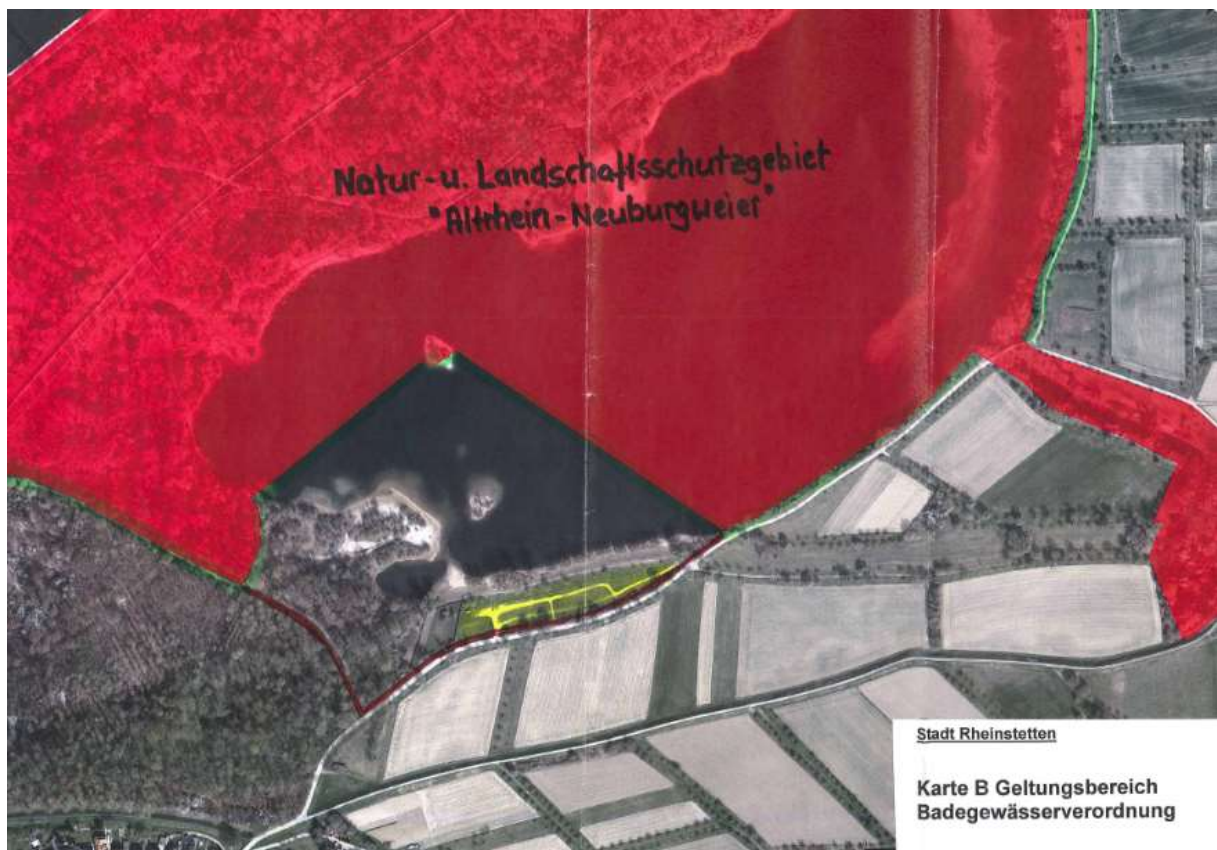 Natur-u. Landschaftsschutzgebiet
"Altrhein-Neuburgweier"
Stadt Rheinstetten
Karte B Geltungsbereich
Badegewässerverordnung